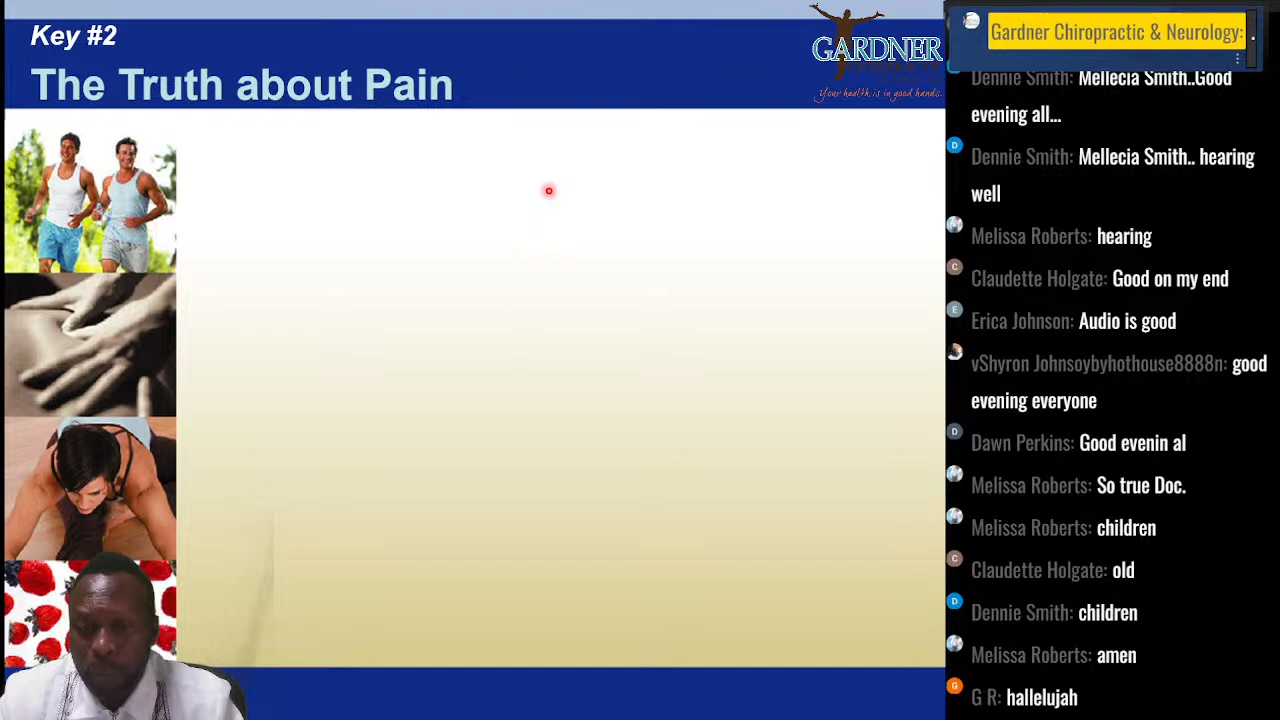 Key #2
The Truth about Pain
GARDNER
Your health is in good hands.
Gardner Chiropractic & Neurology: .
Dennie Smith: Mellecia Smith..Good
evening all...
Dennie Smith: Mellecia Smith.. hearing
well
Melissa Roberts: hearing
Claudette Holgate: Good on my end
Erica Johnson: Audio is good
vShyron Johnsoybyhothouse8888n: good
evening everyone
Dawn Perkins: Good evenin al
Melissa Roberts: So true Doc.
Melissa Roberts: children
Claudette Holgate: old
Dennie Smith: children
Melissa Roberts: amen
G R: hallelujah